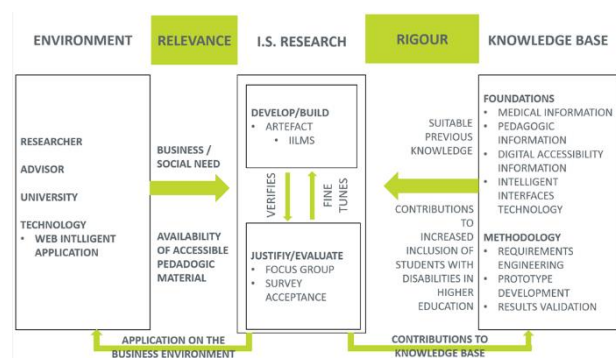 ENVIRONMENT
RELEVANCE
I.S. RESEARCH
RIGOUR
KNOWLEDGE BASE
RESEARCHER
ADVISOR
UNIVERSITY
TECHNOLOGY
• WEB INTLLIGENT
APPLICATION
BUSINESS /
SOCIAL NEED
AVAILABILITY
OF ACCESSIBLE
PEDADOGIC
MATERIAL
DEVELOP/BUILD
• ARTEFACT
• IILMS
VERIFIES
FINE
TUNES
JUSTIFIY/EVALUATE
• FOCUS GROUP
• SURVEY
ACCEPTANCE
SUITABLE
PREVIOUS
KNOWLEDGE
CONTRIBUTIONS
TO
INCREASED
INCLUSION OF
STUDENTS WITH
DISABILITIES IN
HIGHER
EDUCATION
FOUNDATIONS
• MEDICAL INFORMATION
• PEDAGOGIC
INFORMATION
• DIGITAL ACCESSIBILITY
INFORMATION
• INTELLIGENT
INTERFACES
TECHNOLOGY
METHODOLOGY
• REQUIREMENTS
ENGINEERING
• PROTOTYPE
DEVELOPMENT
• RESULTS VALIDATION
APPLICATION ON THE
BUSINESS ENVIRONMENT
CONTRIBUTIONS TO
KNOWLEDGE BASE